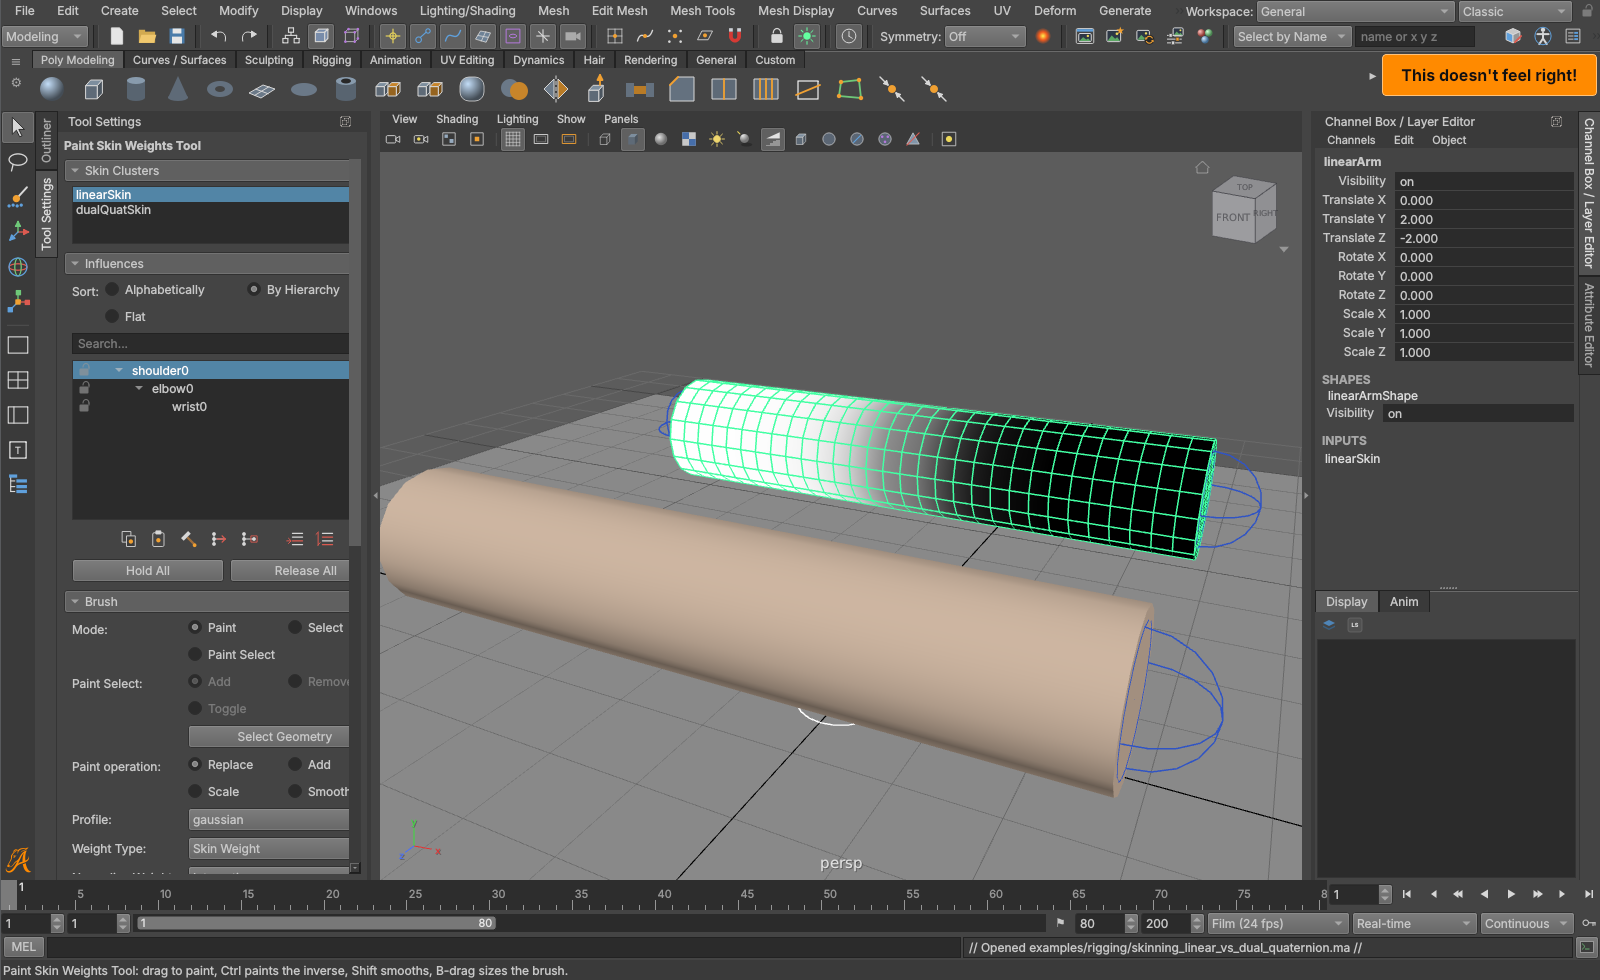 File Edit Create Select Modify Display Windows Lighting/Shading Mesh Edit Mesh Mesh Tools Mesh Display Curves Surfaces UV Deform Generate Workspace: General Classic
Modeling Symmetry: Off Select by Name name or x y z
Poly Modeling Curves / Surfaces Sculpting Rigging Animation UV Editing Dynamics Hair Rendering General Custom
This doesn't feel right!
Outliner
Tool Settings
Tool Settings
Paint Skin Weights Tool
Skin Clusters
linearSkin
dualQuatSkin
Influences
Sort: Alphabetically By Hierarchy
Flat
Search...
shoulder0
elbow0
wrist0
Hold All Release All
Brush
Mode: Paint Select
Paint Select
Paint Select: Add Remove
Toggle
Select Geometry
Paint operation: Replace Add
Scale Smooth
Profile: gaussian
Weight Type: Skin Weight
View Shading Lighting Show Panels
TOP
FRONT RIGHT
persp
y
x
z
Channel Box / Layer Editor
Channels Edit Object
linearArm
Visibility on
Translate X 0.000
Translate Y 2.000
Translate Z -2.000
Rotate X 0.000
Rotate Y 0.000
Rotate Z 0.000
Scale X 1.000
Scale Y 1.000
Scale Z 1.000
SHAPES
linearArmShape
Visibility on
INPUTS
linearSkin
Display Anim
LS
Channel Box / Layer Editor
Attribute Editor
1 5 10 15 20 25 30 35 40 45 50 55 60 65 70 75 8 1
1 1 1 80 80 200 Film (24 fps) Real-time Continuous
MEL // Opened examples/rigging/skinning_linear_vs_dual_quaternion.ma //
Paint Skin Weights Tool: drag to paint, Ctrl paints the inverse, Shift smooths, B-drag sizes the brush.